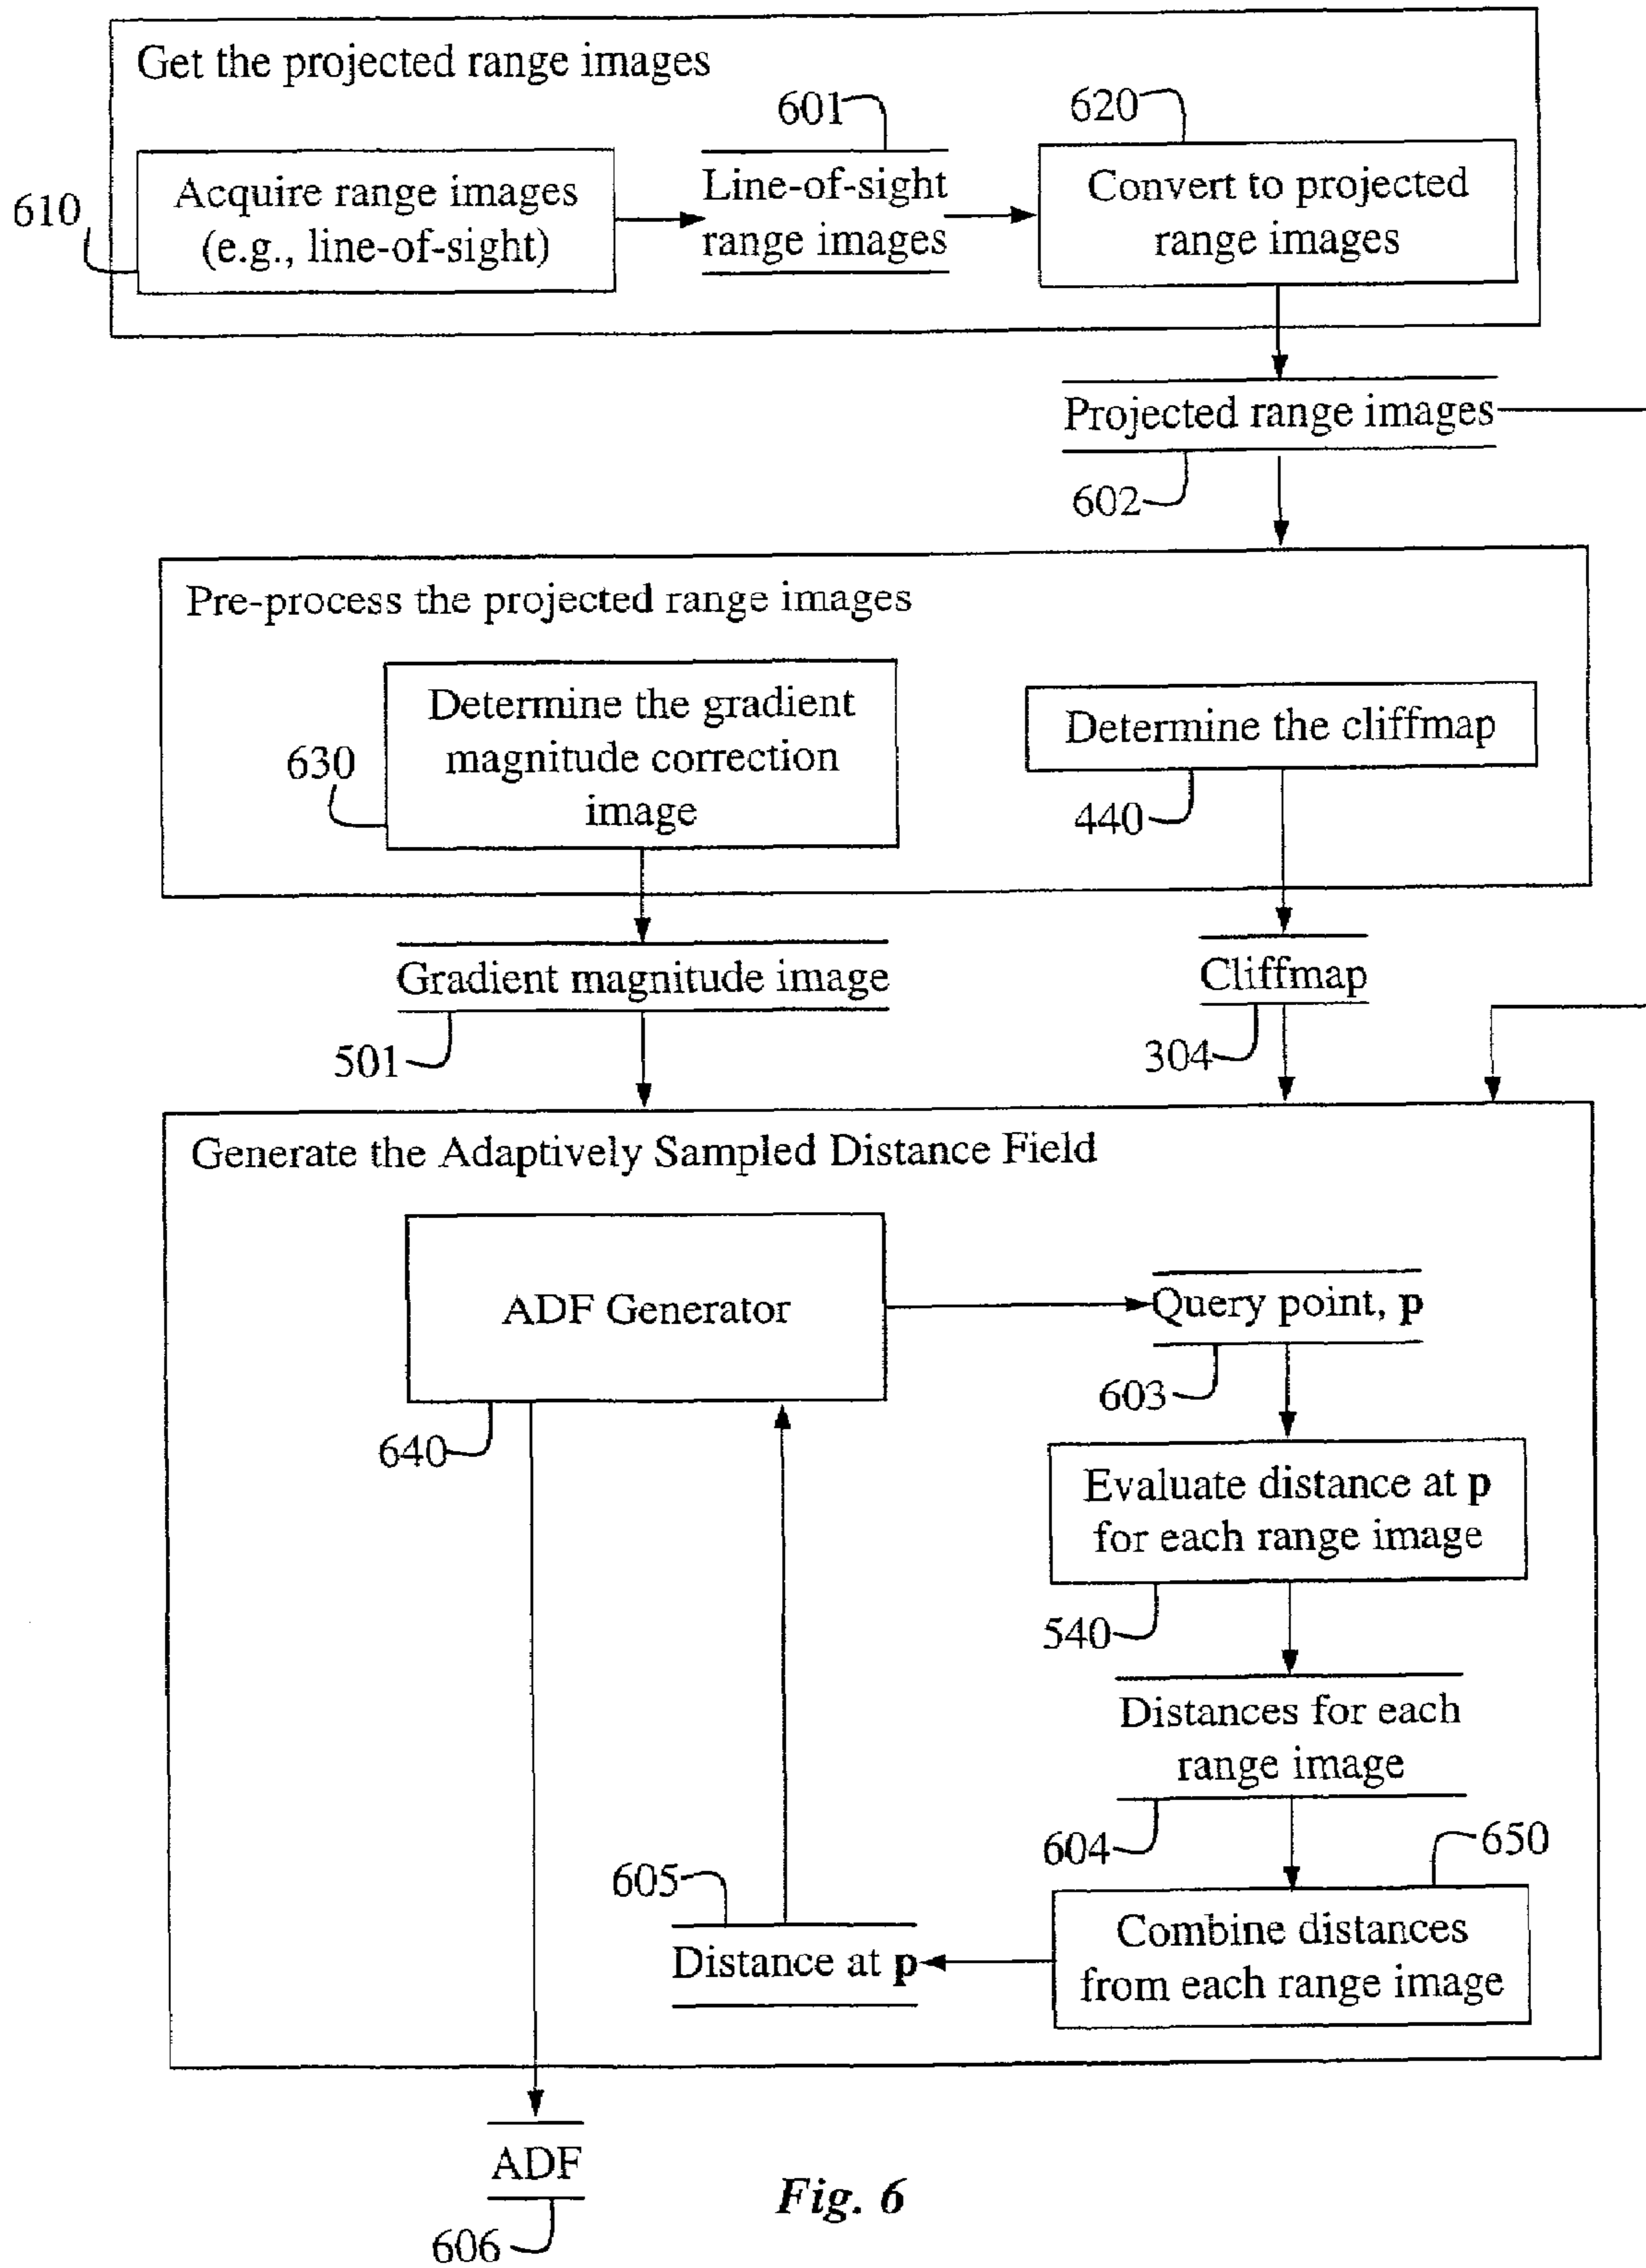 Get the projected range images
601
620
610
Acquire range images
(e.g., line-of-sight)
Line-of-sight
range images
Convert to projected
range images
Projected range images
602
Pre-process the projected range images
630
Determine the gradient
magnitude correction
image
Determine the cliffmap
440
Gradient magnitude image
501
Cliffmap
304
Generate the Adaptively Sampled Distance Field
ADF Generator
640
Query point, p
603
Evaluate distance at p
for each range image
540
Distances for each
range image
604
650
605
Distance at p
Combine distances
from each range image
ADF
606
Fig. 6